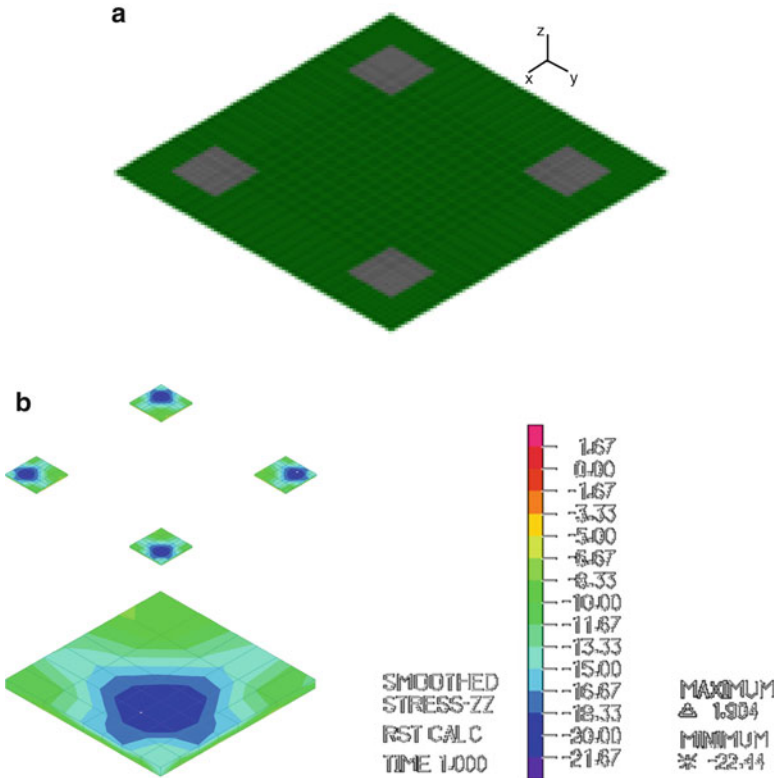 a
z
x
y
b
1.67
0.00
-1.67
-3.33
-5.00
-6.67
-8.33
-10.00
-11.67
-13.33
-15.00
-16.67
-18.33
-20.00
-21.67
SMOOTHED
STRESS-ZZ
RST CALC
TIME 1.000
MAXIMUM
1.904
MINIMUM
-22.44